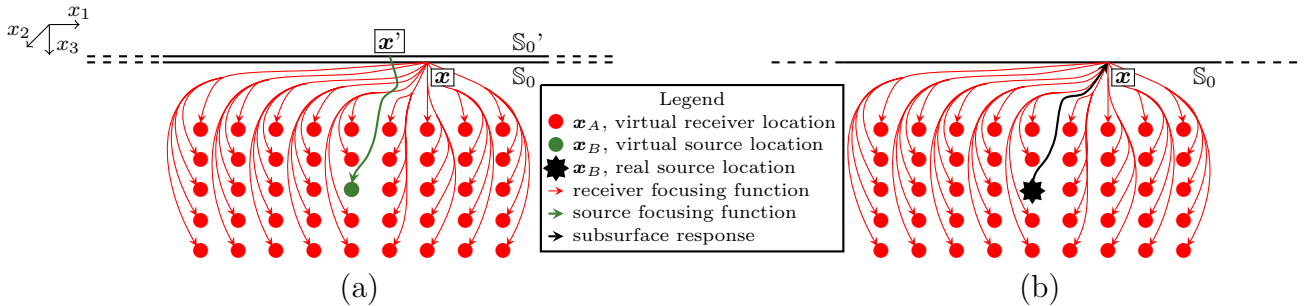 x₁
x₂
x₃
x'
𝕊₀'
x
𝕊₀
Legend
x_A, virtual receiver location
x_B, virtual source location
x_B, real source location
receiver focusing function
source focusing function
subsurface response
x
𝕊₀
(a)
(b)